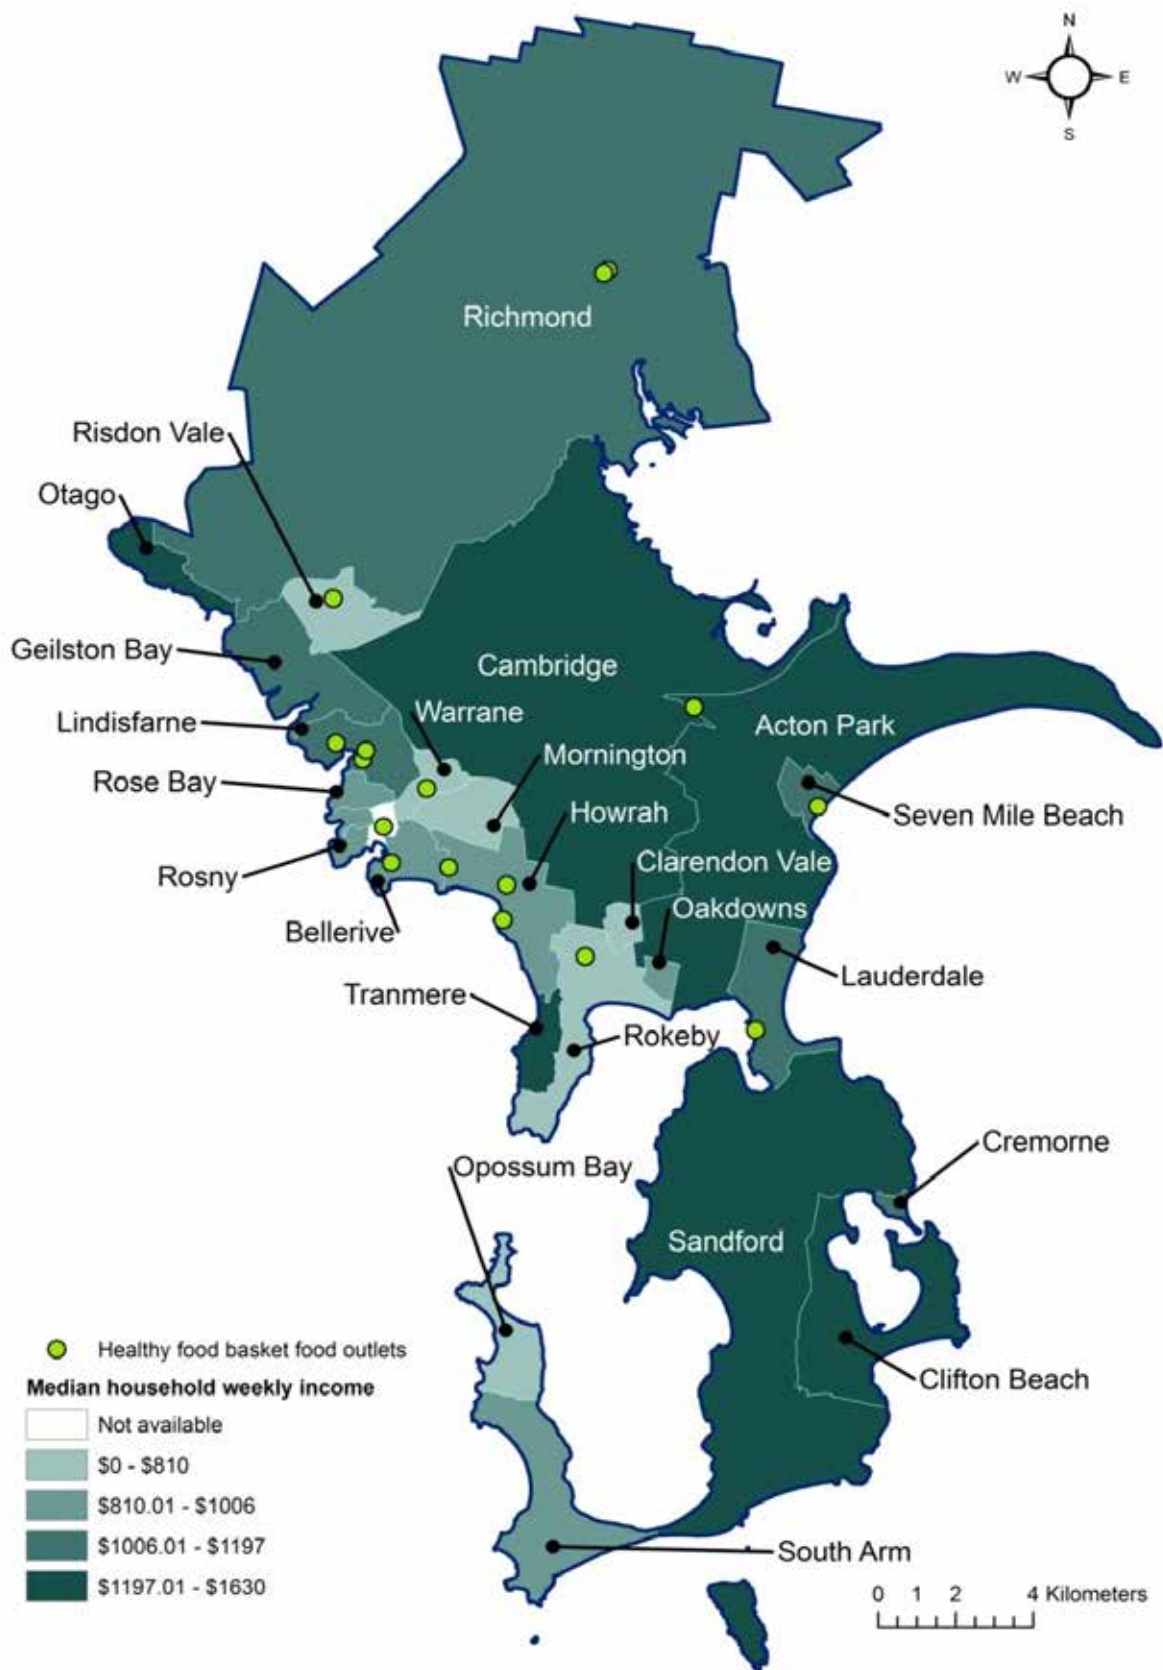 N
W E
S
Richmond
Risdon Vale
Otago
Geilston Bay
Cambridge
Lindisfarne
Warrane
Acton Park
Mornington
Rose Bay
Howrah
Seven Mile Beach
Clarendon Vale
Rosny
Oakdowns
Bellerive
Lauderdale
Tranmere
Rokeby
Cremorne
Opossum Bay
Sandford
Clifton Beach
South Arm
Healthy food basket food outlets
Median household weekly income
Not available
$0 - $810
$810.01 - $1006
$1006.01 - $1197
$1197.01 - $1630
0 1 2 4 Kilometers